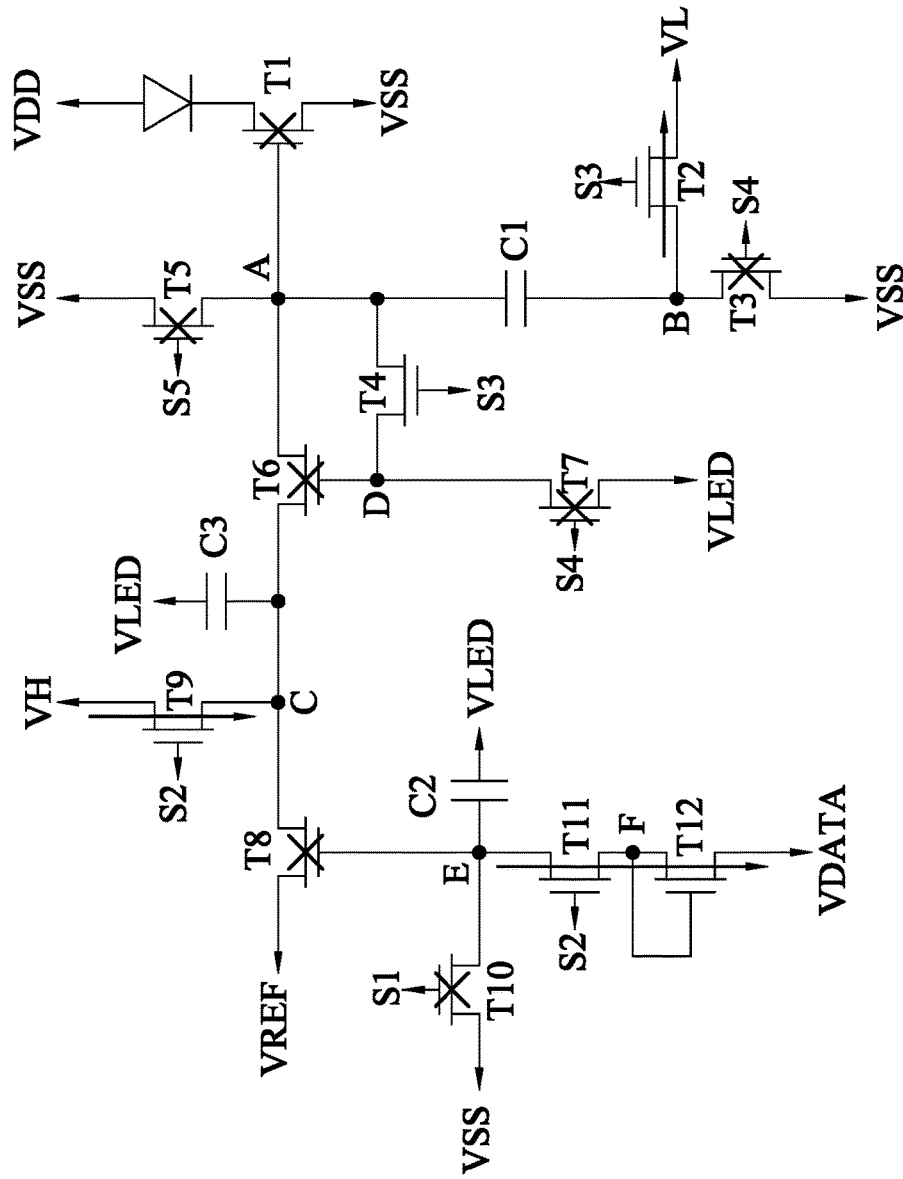 VH
VSS
VDD
VLED
S2
T9
S5
T5
C3
T8
T6
A
VREF
T1
C
D
T4
S1
VSS
C2
E
VSS
VLED
S3
T10
C1
S2
T11
S4
T7
S3
F
B
VL
T12
T2
VLED
T3
S4
VDATA
VSS